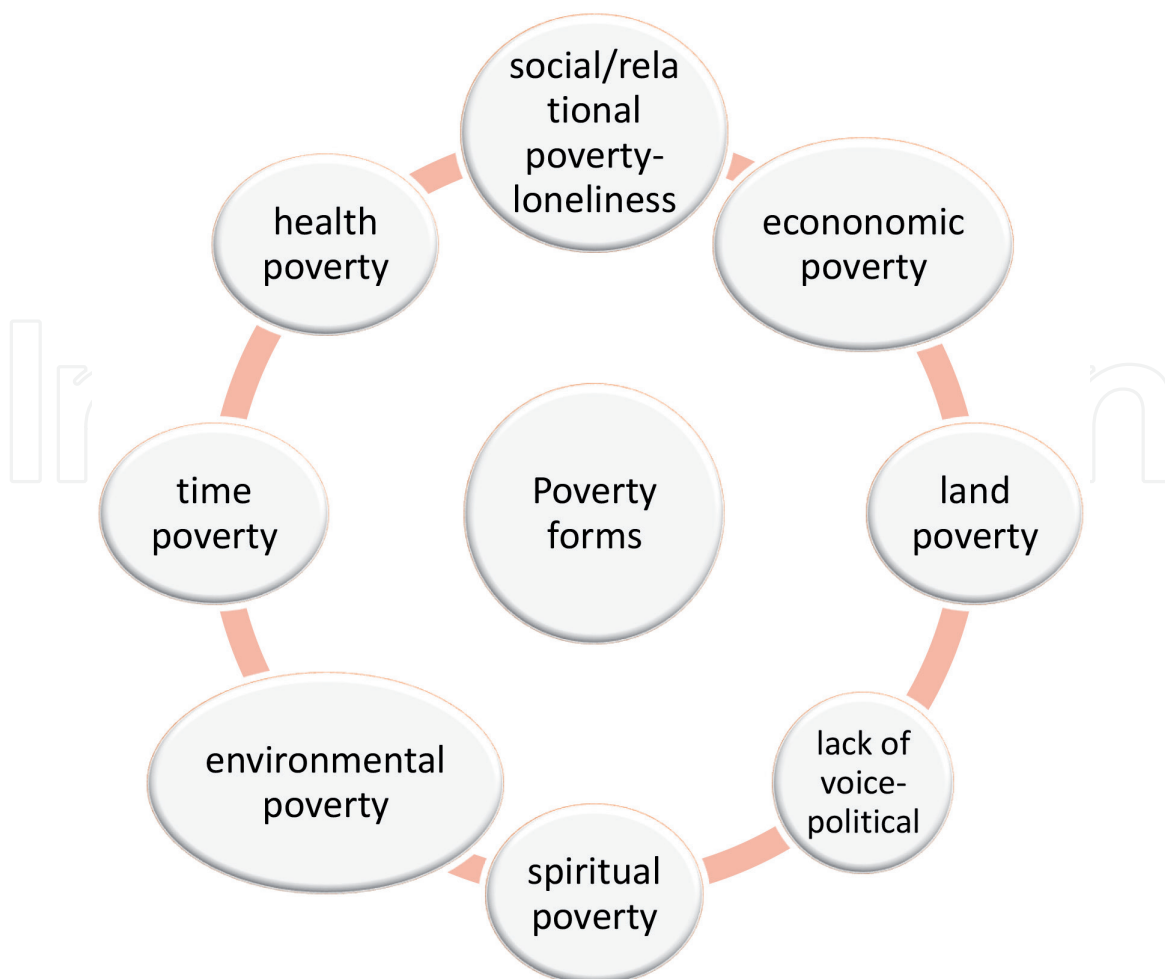 social/rela
tional
poverty-
loneliness
econonomic
poverty
land
poverty
lack of
voice-
political
spiritual
poverty
environmental
poverty
time
poverty
health
poverty
Poverty
forms